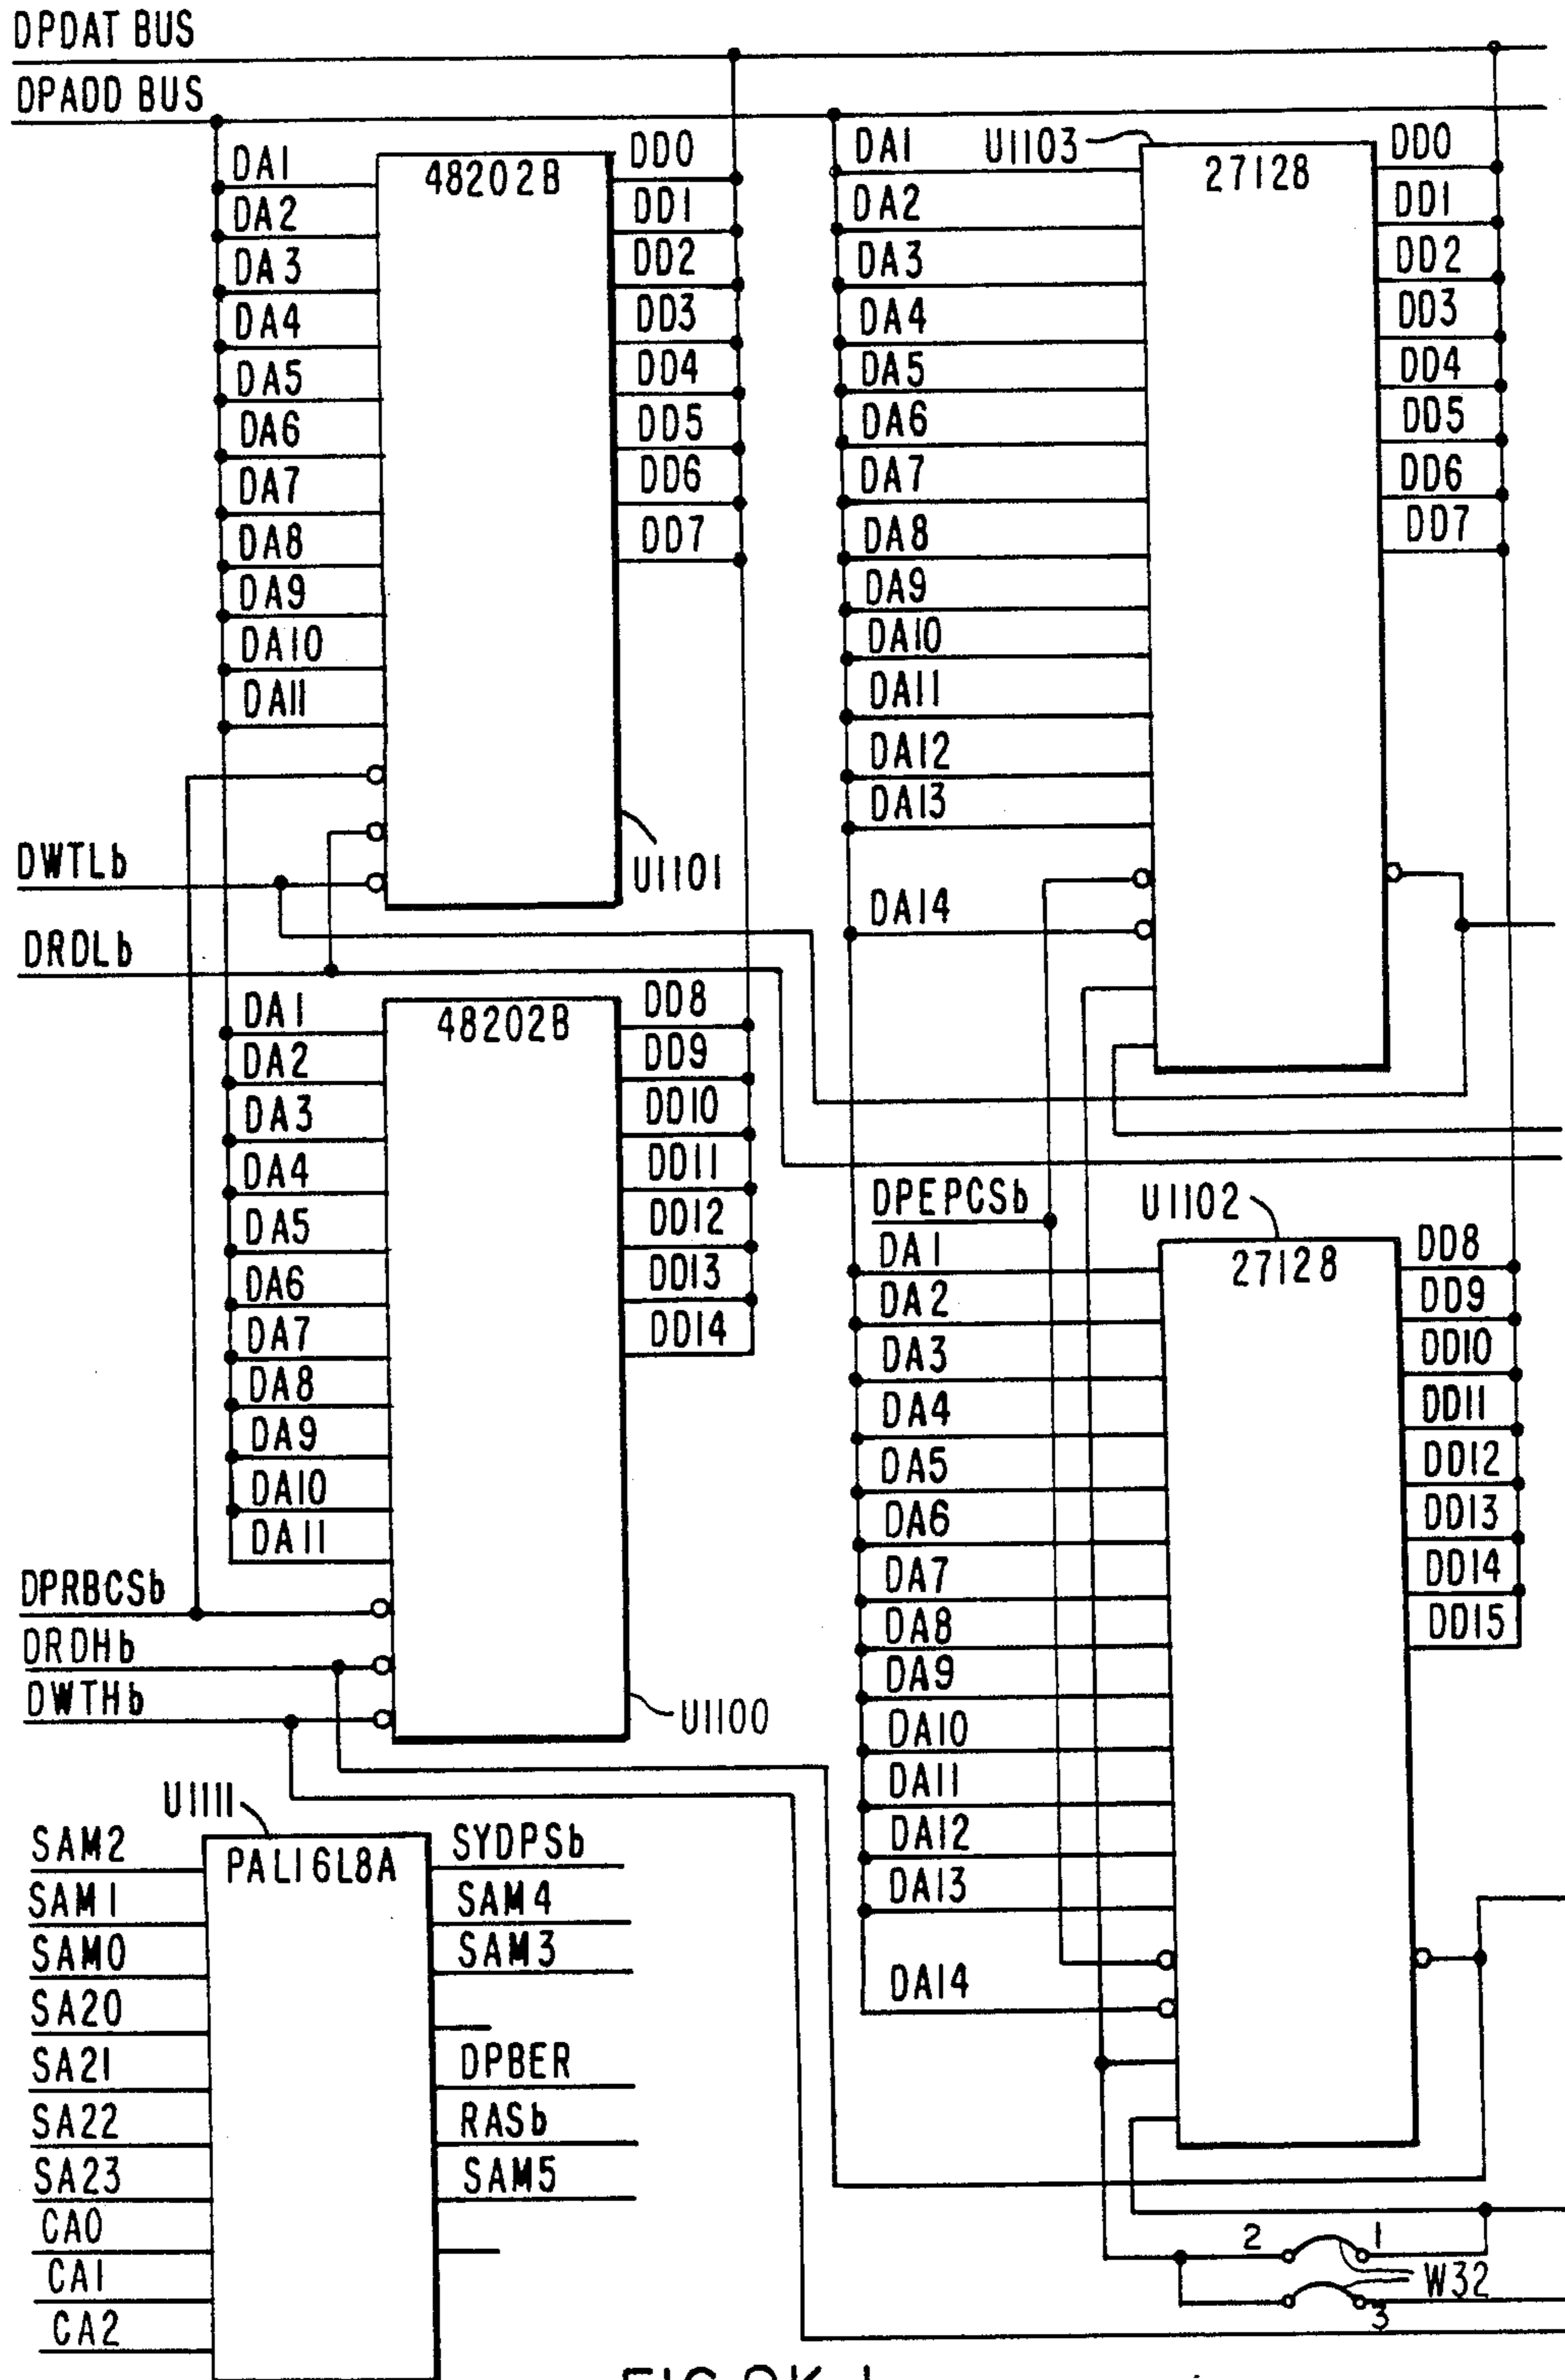 DPDAT BUS
DPADD BUS
DA1
DA2
DA3
DA4
DA5
DA6
DA7
DA8
DA9
DA10
DA11
48202B
DD0
DD1
DD2
DD3
DD4
DD5
DD6
DD7
U1101
DWTLb
DRDLb
DA1
DA2
DA3
DA4
DA5
DA6
DA7
DA8
DA9
DA10
DA11
48202B
DD8
DD9
DD10
DD11
DD12
DD13
DD14
DPRBCSb
DRDHb
DWTHb
U1100
U1111
PAL16L8A
SAM2
SAM1
SAM0
SA20
SA21
SA22
SA23
CA0
CA1
CA2
SYDPSb
SAM4
SAM3
DPBER
RASb
SAM5
U1103
27128
DA1
DA2
DA3
DA4
DA5
DA6
DA7
DA8
DA9
DA10
DA11
DA12
DA13
DA14
DD0
DD1
DD2
DD3
DD4
DD5
DD6
DD7
DPEPCSb
U1102
27128
DA1
DA2
DA3
DA4
DA5
DA6
DA7
DA8
DA9
DA10
DA11
DA12
DA13
DA14
DD8
DD9
DD10
DD11
DD12
DD13
DD14
DD15
2
1
W32
3